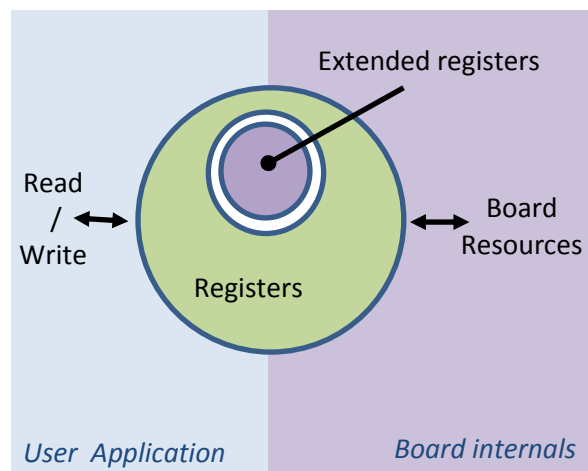 Extended registers
Read
/
Write
Board
Resources
Registers
User Application
Board internals